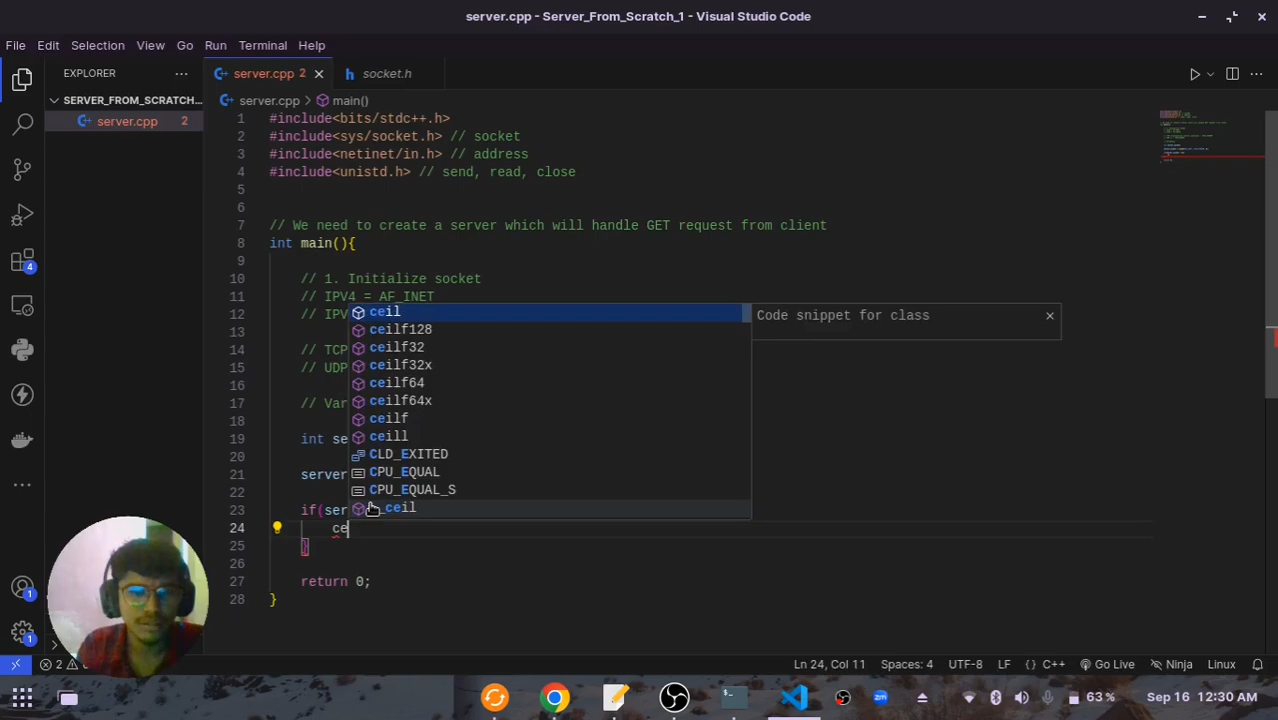 server.cpp - Server_From_Scratch_1 - Visual Studio Code
File Edit Selection View Go Run Terminal Help
EXPLORER
server.cpp 2
socket.h
SERVER_FROM_SCRATCH...
server.cpp 2
server.cpp > main()
1 #include<bits/stdc++.h>
2 #include<sys/socket.h> // socket
3 #include<netinet/in.h> // address
4 #include<unistd.h> // send, read, close
5
6
7 // We need to create a server which will handle GET request from client
8 int main(){
9
10 // 1. Initialize socket
11 // IPV4 = AF_INET
12 // IPV
13
14 // TCP
15 // UDP
16
17 // Var
18
19 int se
20
21 server
22
23 if(ser
24 ce
25 }
26
27 return 0;
28 }
ceil
ceilf128
ceilf32
ceilf32x
ceilf64
ceilf64x
ceilf
ceill
CLD_EXITED
CPU_EQUAL
CPU_EQUAL_S
_ceil
Code snippet for class
4
1
1
2
Ln 24, Col 11 Spaces: 4 UTF-8 LF {} C++ Go Live Ninja Linux
zm
63 % Sep 16 12:30 AM